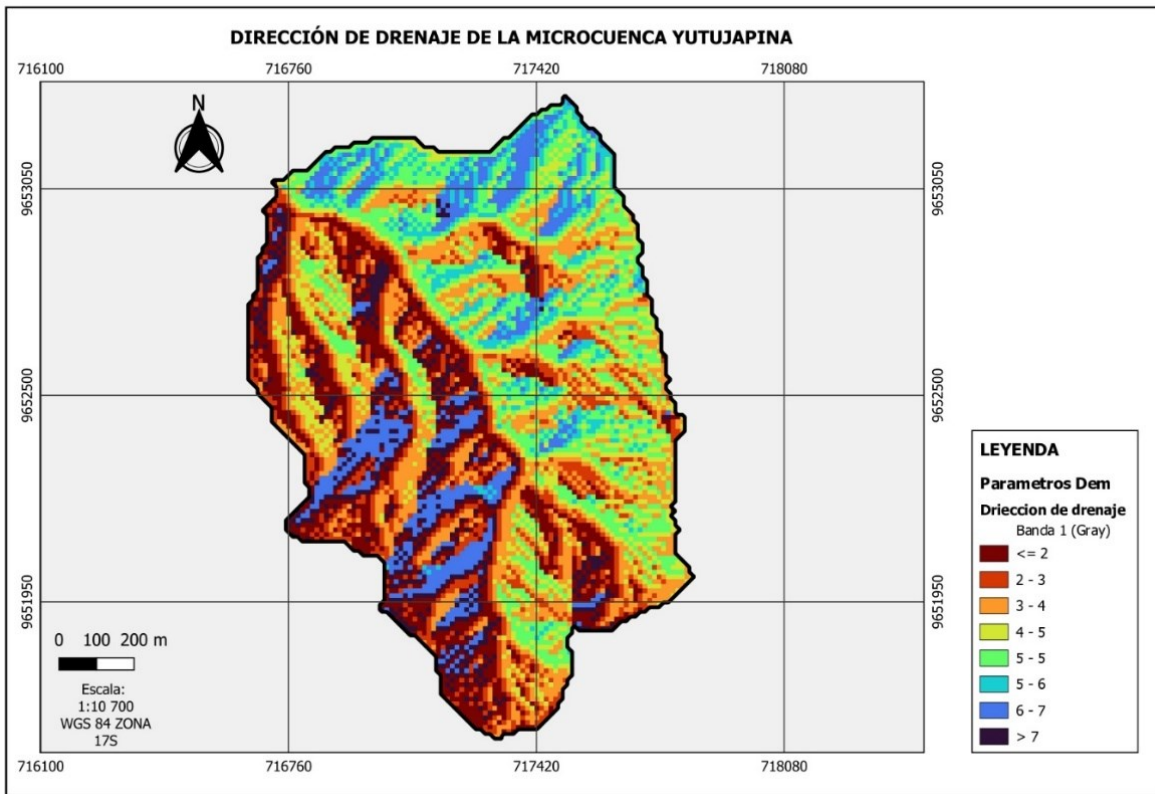 DIRECCIÓN DE DRENAJE DE LA MICROCUENCA YUTUJAPINA
716100 716760 717420 718080
N
9653050 9653050
9652500 9652500
9651950 9651950
0 100 200 m
Escala:
1:10 700
WGS 84 ZONA
17S
716100 716760 717420 718080
LEYENDA
Parametros Dem
Drieccion de drenaje
Banda 1 (Gray)
<= 2
2 - 3
3 - 4
4 - 5
5 - 5
5 - 6
6 - 7
> 7